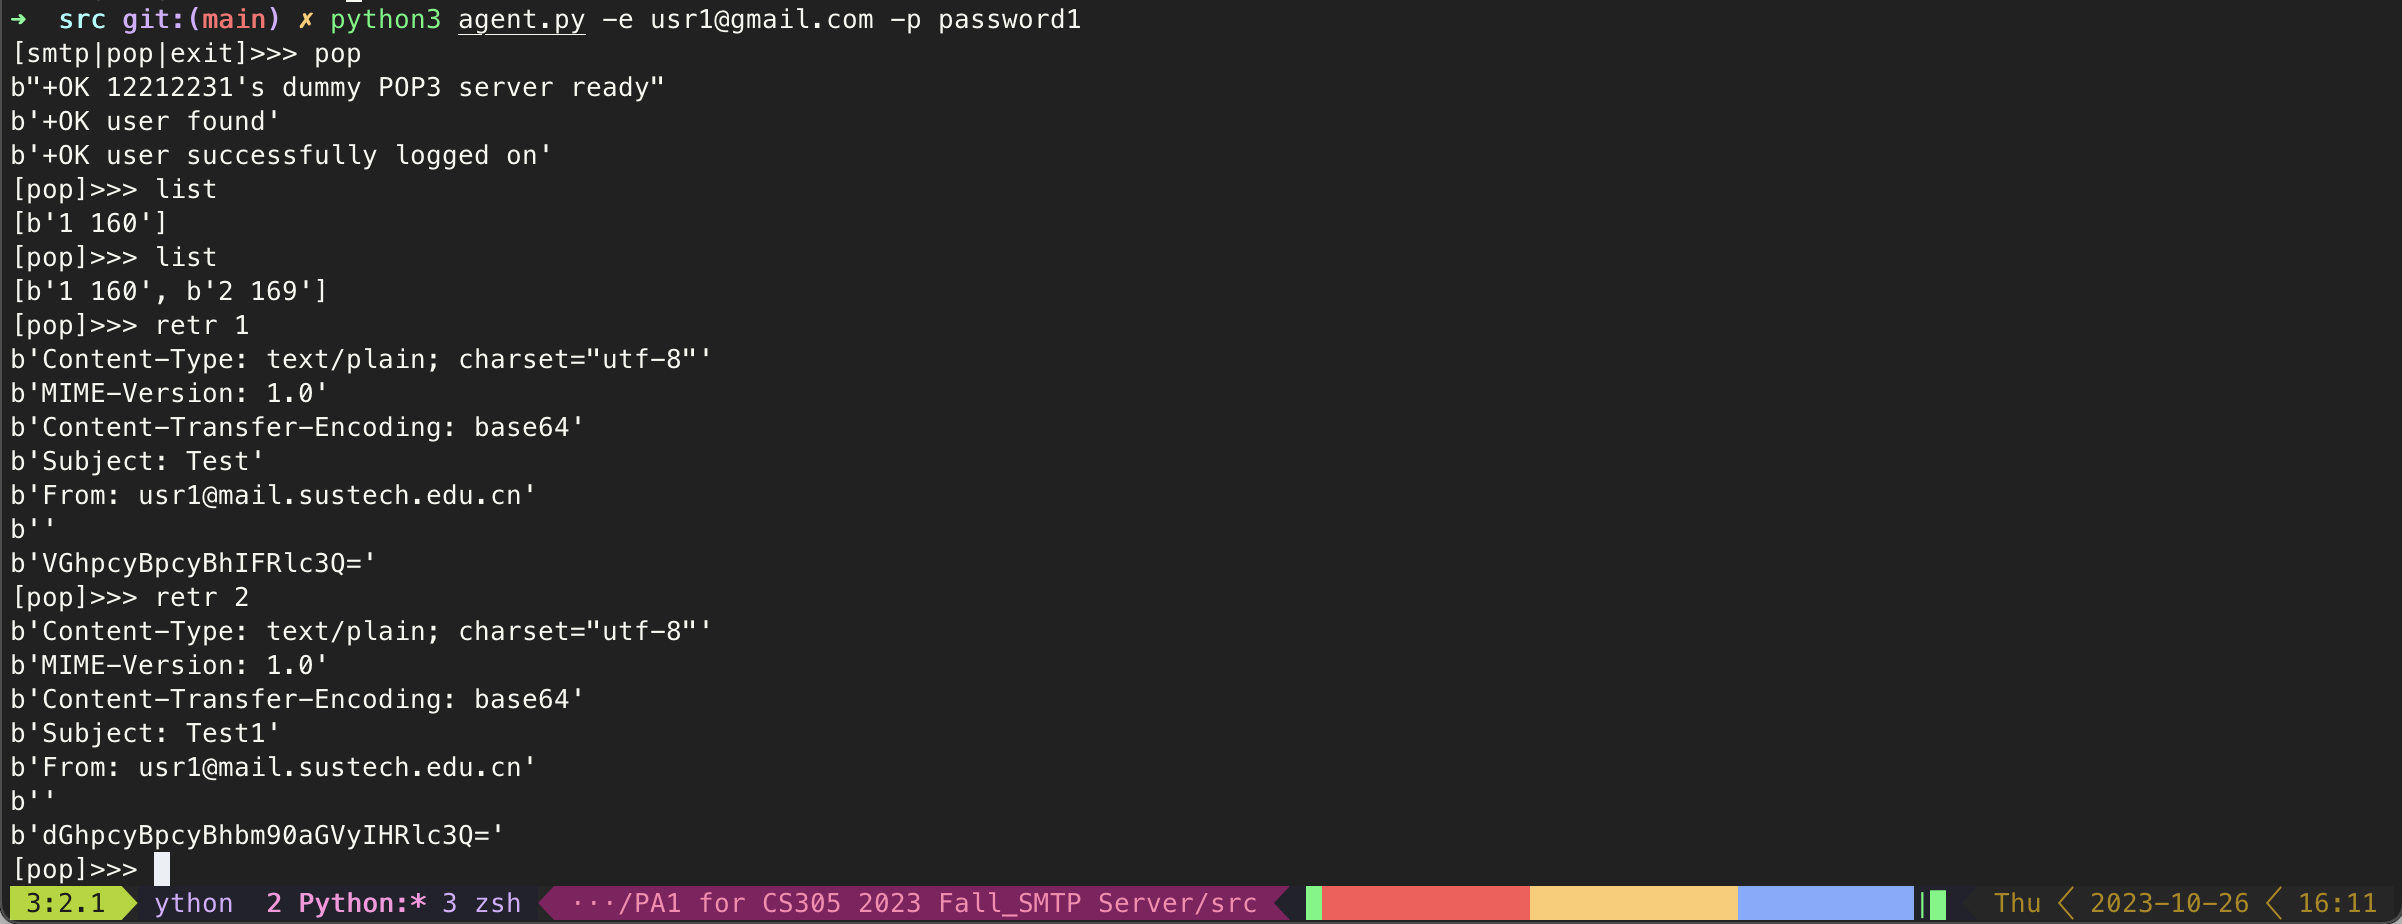 ➜  src git:(main) ✗ python3 agent.py -e usr1@gmail.com -p password1
[smtp|pop|exit]>>> pop
b"+OK 12212231's dummy POP3 server ready"
b'+OK user found'
b'+OK user successfully logged on'
[pop]>>> list
[b'1 160']
[pop]>>> list
[b'1 160', b'2 169']
[pop]>>> retr 1
b'Content-Type: text/plain; charset="utf-8"'
b'MIME-Version: 1.0'
b'Content-Transfer-Encoding: base64'
b'Subject: Test'
b'From: usr1@mail.sustech.edu.cn'
b''
b'VGhpcyBpcyBhIFRlc3Q='
[pop]>>> retr 2
b'Content-Type: text/plain; charset="utf-8"'
b'MIME-Version: 1.0'
b'Content-Transfer-Encoding: base64'
b'Subject: Test1'
b'From: usr1@mail.sustech.edu.cn'
b''
b'dGhpcyBpcyBhbm90aGVyIHRlc3Q='
[pop]>>>
3:2.1 ython 2 Python:* 3 zsh ···/PA1 for CS305 2023 Fall_SMTP Server/src Thu 2023-10-26 16:11